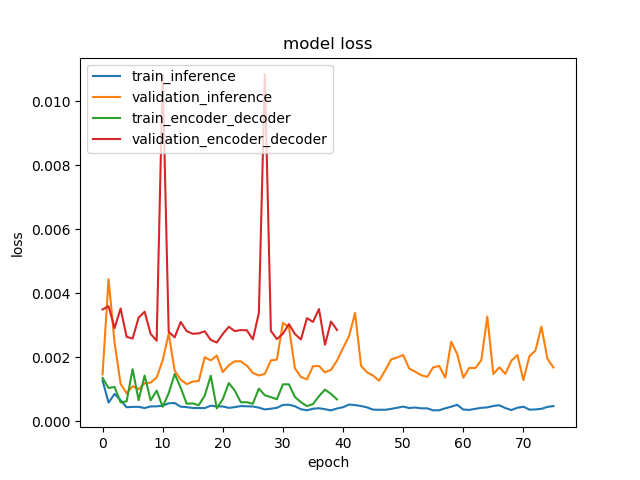 model loss
train_inference
validation_inference
train_encoder_decoder
validation_encoder_decoder
0.010
0.008
0.006
0.004
0.002
0.000
loss
0 10 20 30 40 50 60 70
epoch